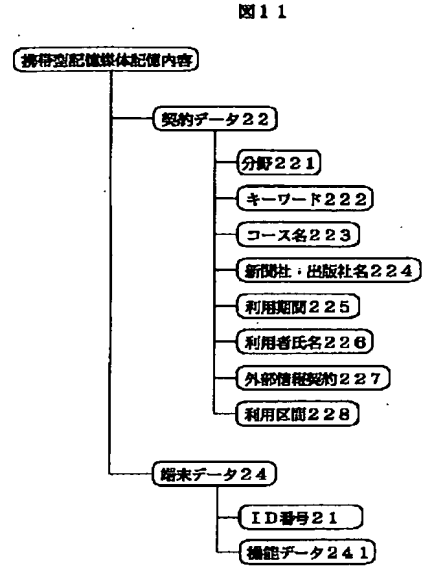 図11
携帯型記憶媒体記憶内容
契約データ22
分野221
キーワード222
コース名223
新聞社；出版社名224
利用期間225
利用者氏名226
外部情報契約227
利用区間228
端末データ24
ID番号21
機能データ241